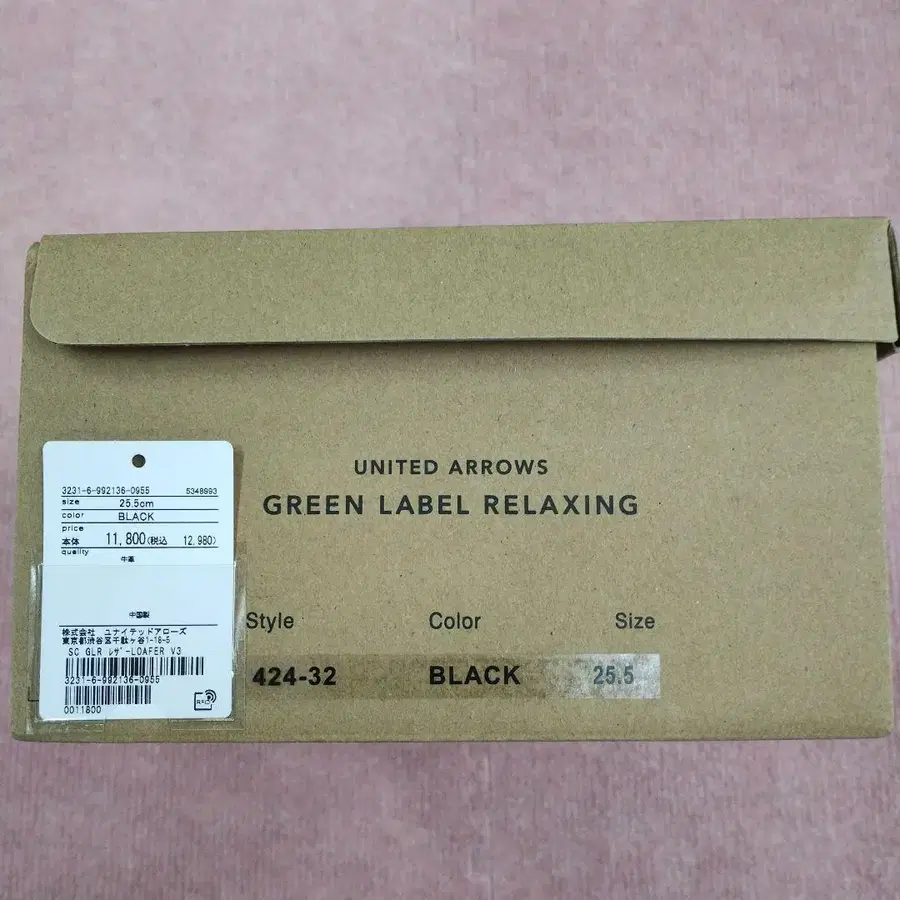 UNITED ARROWS
GREEN LABEL RELAXING
3231-6-992136-0955 5348993
size 25.5cm
color BLACK
price
本体 11,800(税込 12,980)
quality
牛革
中国製
株式会社 ユナイテッドアローズ
東京都渋谷区千駄ヶ谷1-18-5
SC GLR レザ-LOAFER V3
3231-6-992136-0955
0011800
RFID
Style Color Size
424-32 BLACK 25.5